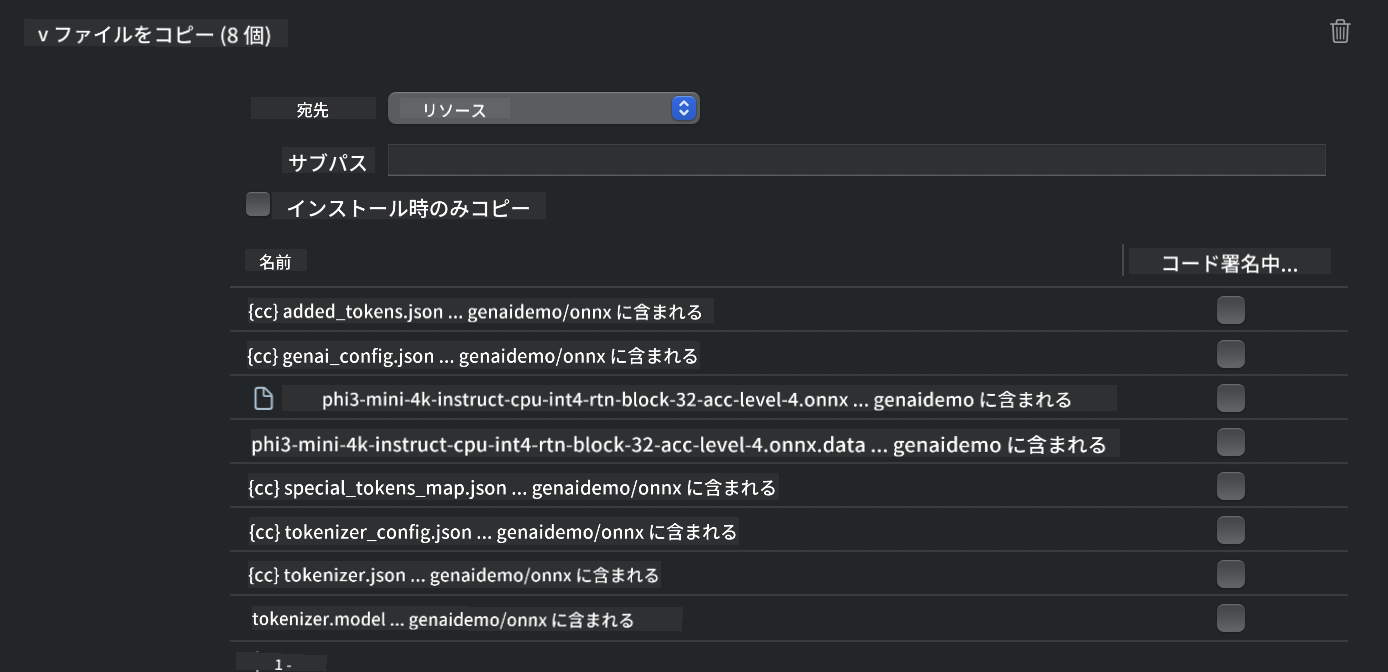 v ファイルをコピー (8 個)
宛先 リソース
サブパス
インストール時のみコピー
名前 コード署名中...
{cc} added_tokens.json ... genaidemo/onnx に含まれる
{cc} genai_config.json ... genaidemo/onnx に含まれる
phi3-mini-4k-instruct-cpu-int4-rtn-block-32-acc-level-4.onnx ... genaidemo に含まれる
phi3-mini-4k-instruct-cpu-int4-rtn-block-32-acc-level-4.onnx.data ... genaidemo に含まれる
{cc} special_tokens_map.json ... genaidemo/onnx に含まれる
{cc} tokenizer_config.json ... genaidemo/onnx に含まれる
{cc} tokenizer.json ... genaidemo/onnx に含まれる
tokenizer.model ... genaidemo/onnx に含まれる
1 -